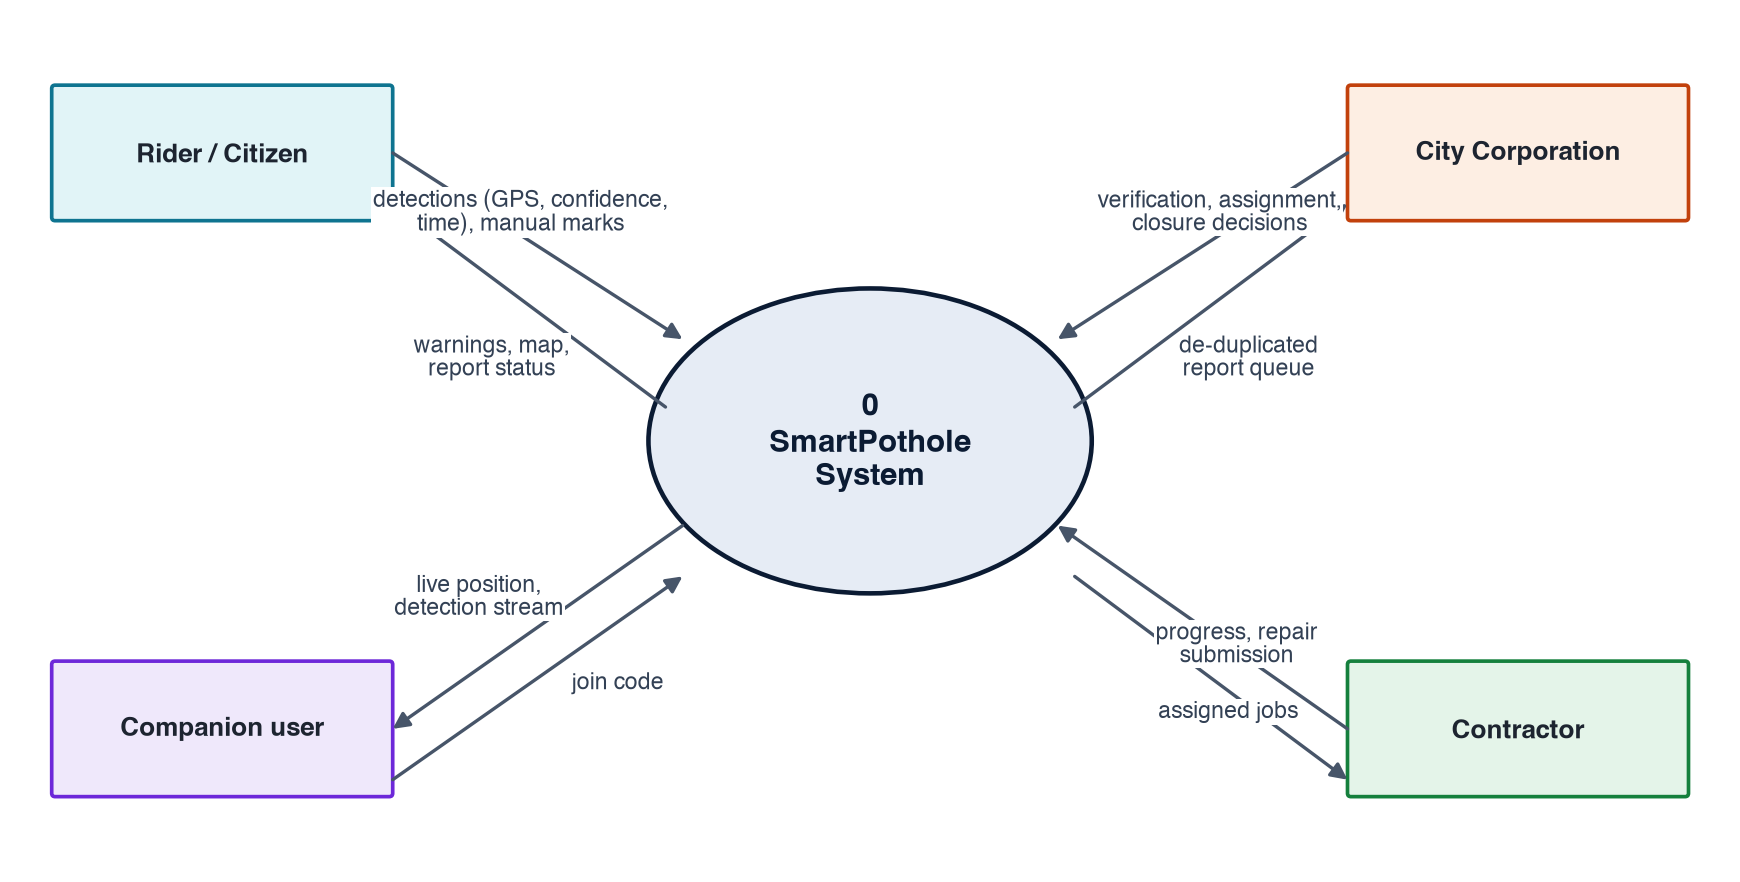 Rider / Citizen
City Corporation
detections (GPS, confidence,
time), manual marks
verification, assignment,
closure decisions
warnings, map,
report status
de-duplicated
report queue
0
SmartPothole
System
live position,
detection stream
join code
progress, repair
submission
assigned jobs
Companion user
Contractor